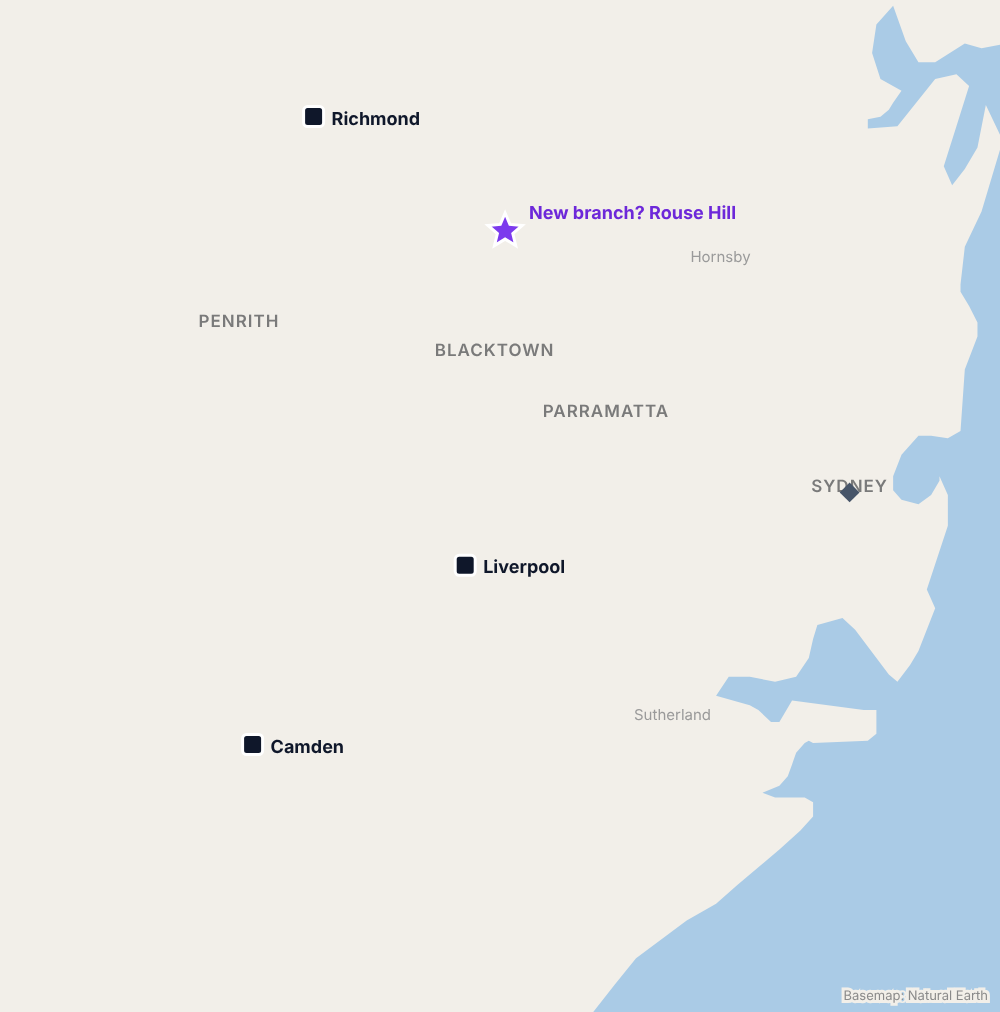 Richmond
New branch? Rouse Hill
Hornsby
PENRITH
BLACKTOWN
PARRAMATTA
SYDNEY
Liverpool
Sutherland
Camden
Basemap: Natural Earth